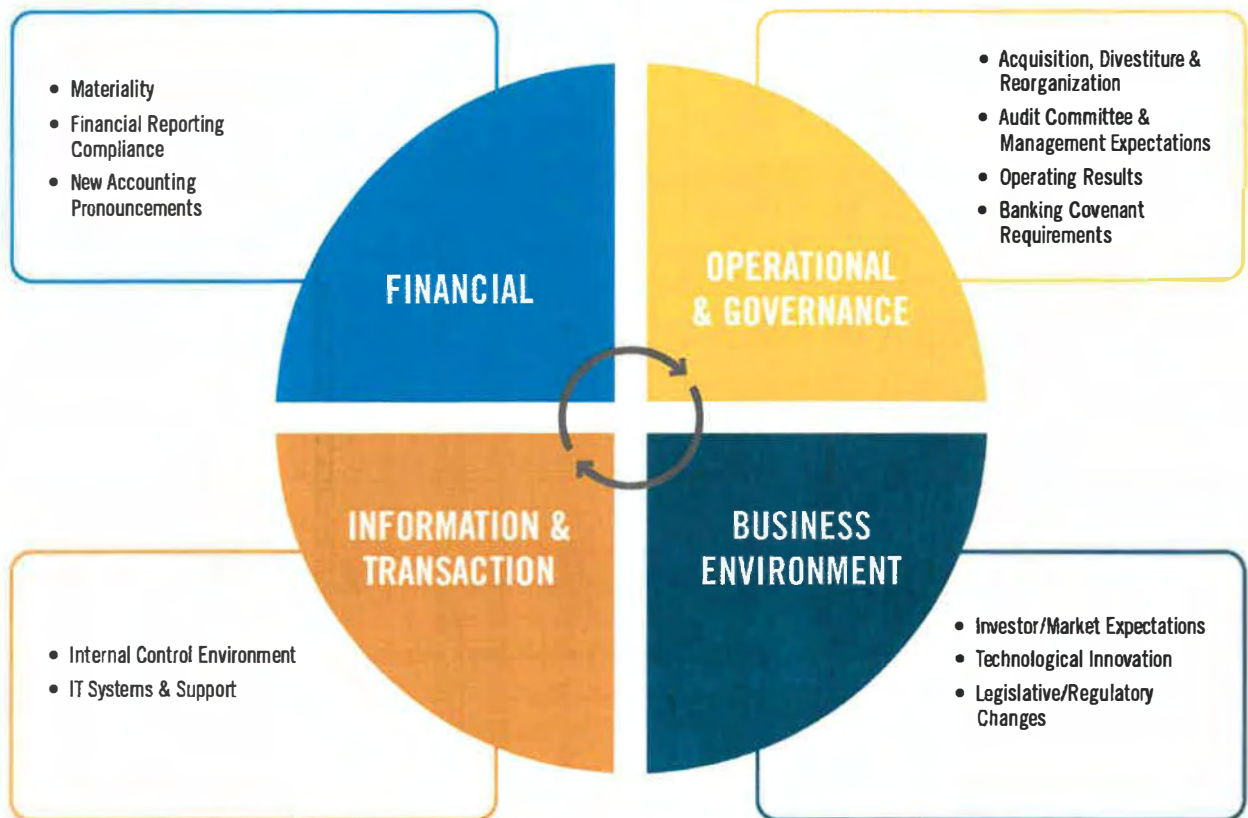 • Materiality
• Financial Reporting
Compliance
• New Accounting
Pronouncements
FINANCIAL
• Acquisition, Divestiture &
Reorganization
• Audit Committee &
Management Expectations
• Operating Results
• Banking Covenant
Requirements
OPERATIONAL
& GOVERNANCE
INFORMATION &
TRANSACTION
• Internal Control Environment
• IT Systems & Support
BUSINESS
ENVIRONMENT
• Investor/Market Expectations
• Technological Innovation
• Legislative/Regulatory
Changes